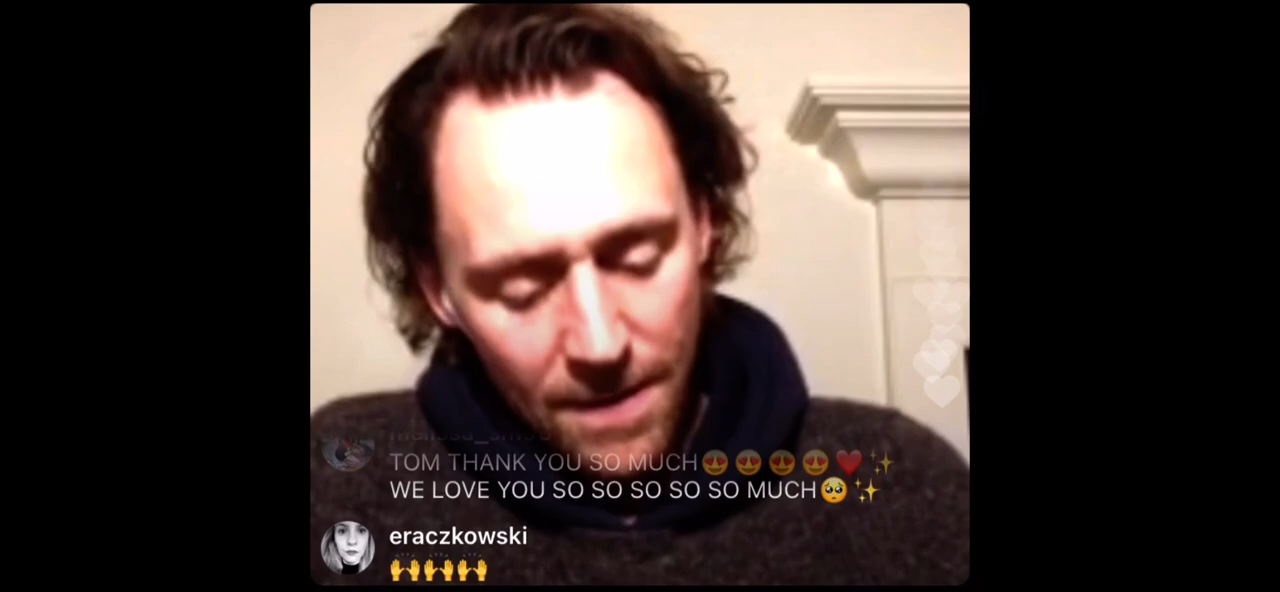 TOM THANK YOU SO MUCH😍😍😍😍❤️✨
WE LOVE YOU SO SO SO SO SO MUCH🥺✨
eraczkowski
🙌🙌🙌